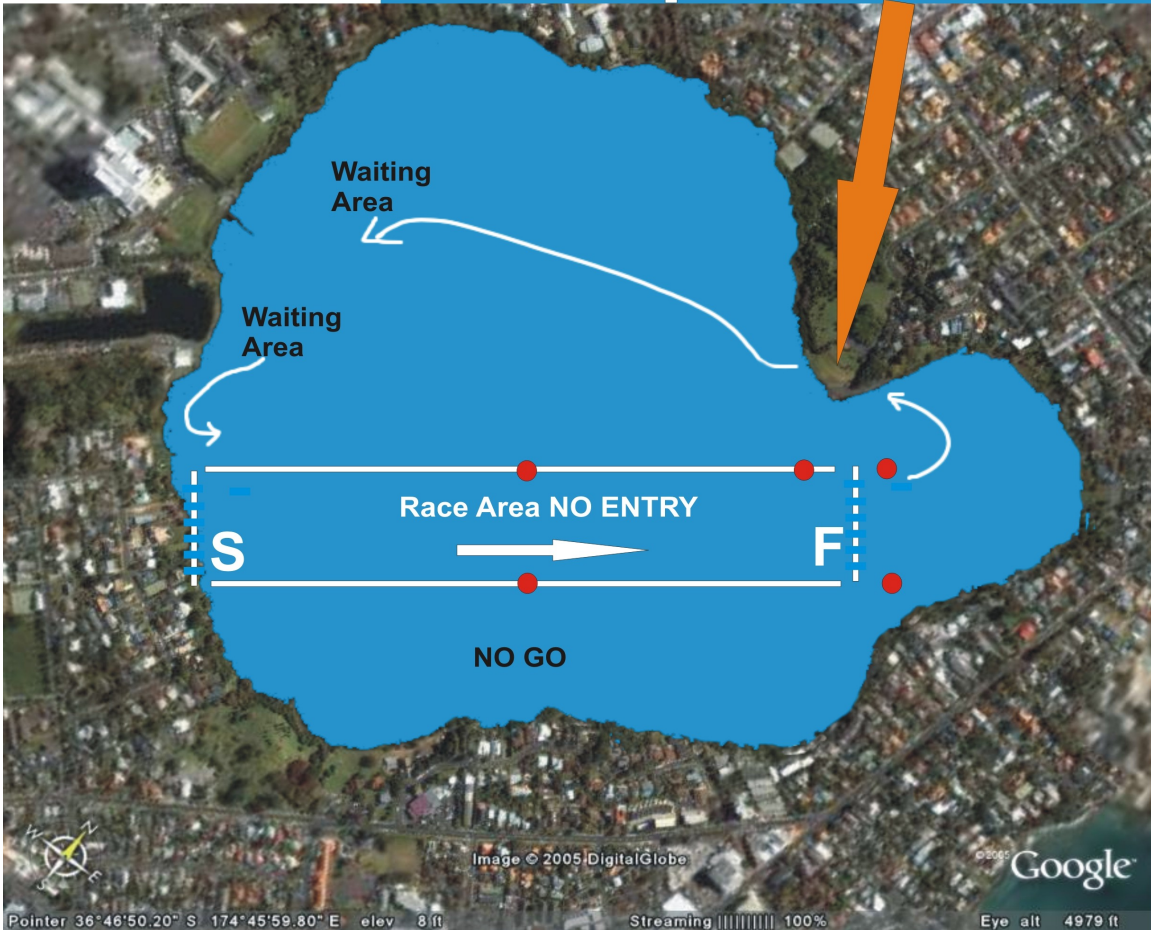 Waiting
Area
Waiting
Area
Race Area NO ENTRY
S
F
NO GO
W
N
S
E
Image © 2005 DigitalGlobe
©2005 Google™
Pointer 36°46'50.20" S 174°45'59.80" E elev 8 ft
Streaming |||||||||| 100%
Eye alt 4979 ft